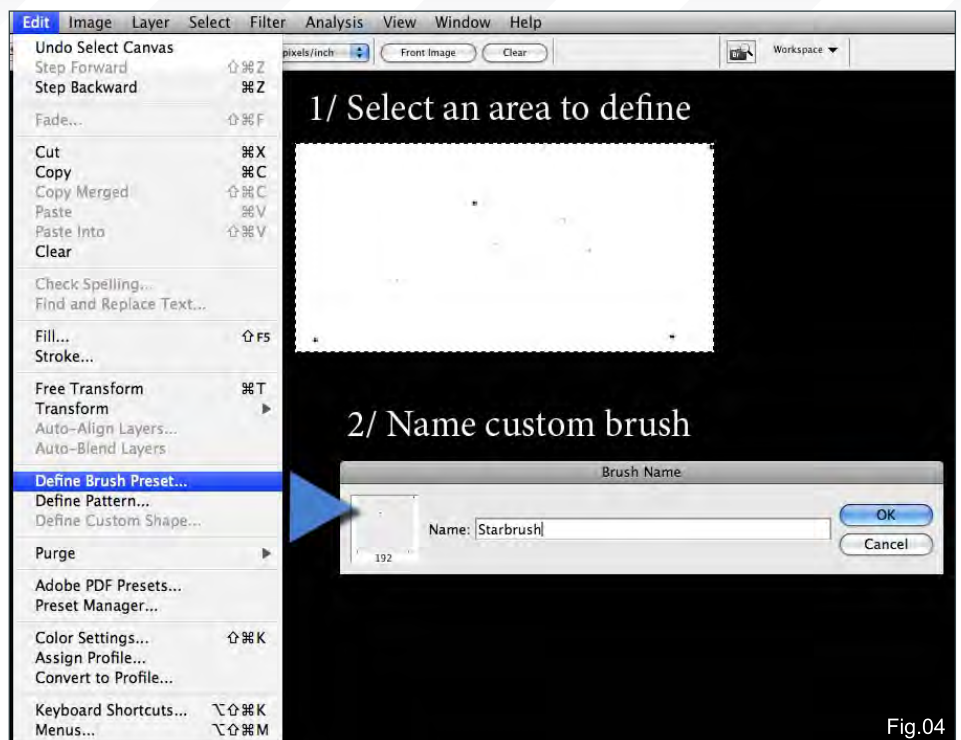 Edit Image Layer Select Filter Analysis View Window Help
pixels/inch Front Image Clear Workspace
Undo Select Canvas
Step Forward ⇧⌘Z
Step Backward ⌘Z
Fade... ⇧⌘F
Cut ⌘X
Copy ⌘C
Copy Merged ⇧⌘C
Paste ⌘V
Paste Into ⇧⌘V
Clear
Check Spelling...
Find and Replace Text...
Fill... ⇧F5
Stroke...
Free Transform ⌘T
Transform
Auto-Align Layers...
Auto-Blend Layers
Define Brush Preset...
Define Pattern...
Define Custom Shape...
Purge
Adobe PDF Presets...
Preset Manager...
Color Settings... ⇧⌘K
Assign Profile...
Convert to Profile...
Keyboard Shortcuts... ⌥⇧⌘K
Menus... ⌥⇧⌘M
1/ Select an area to define
2/ Name custom brush
Brush Name
Name: Starbrush
192
OK
Cancel
Fig.04